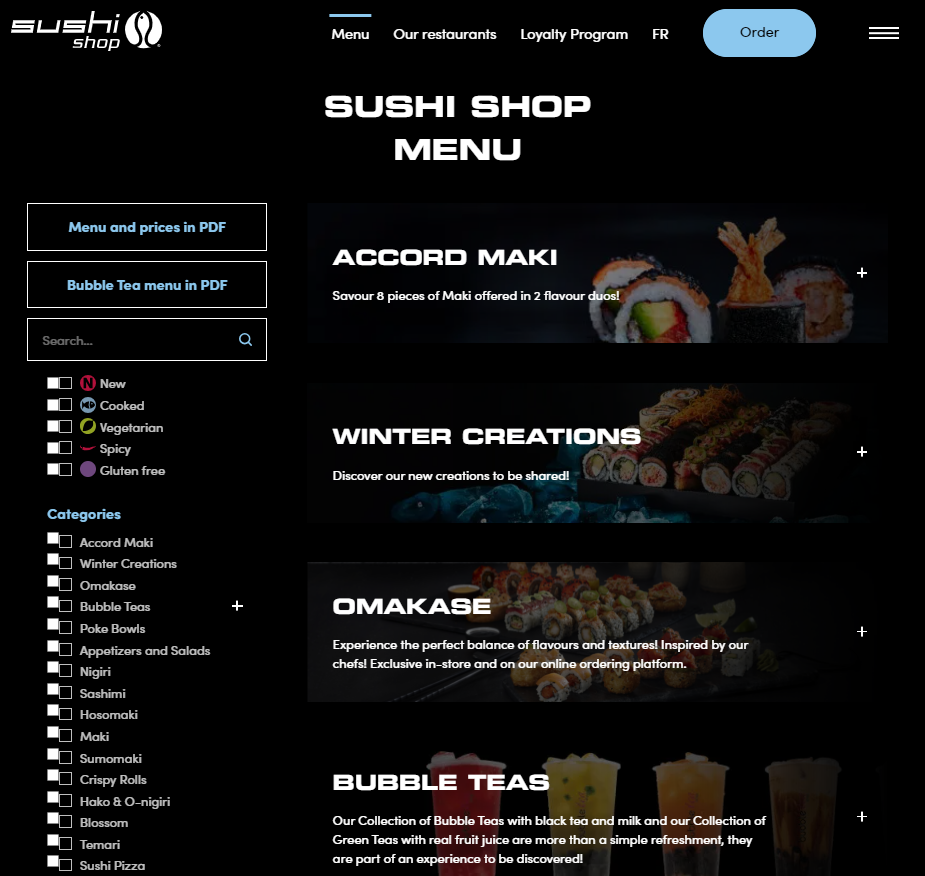 sushi
shop
Menu
Our restaurants
Loyalty Program
FR
Order
SUSHI SHOP
MENU
Menu and prices in PDF
Bubble Tea menu in PDF
Search...
N New
Cooked
Vegetarian
Spicy
Gluten free
Categories
Accord Maki
Winter Creations
Omakase
Bubble Teas +
Poke Bowls
Appetizers and Salads
Nigiri
Sashimi
Hosomaki
Maki
Sumomaki
Crispy Rolls
Hako & O-nigiri
Blossom
Temari
Sushi Pizza
ACCORD MAKI
Savour 8 pieces of Maki offered in 2 flavour duos!
+
WINTER CREATIONS
Discover our new creations to be shared!
+
OMAKASE
Experience the perfect balance of flavours and textures! Inspired by our
chefs! Exclusive in-store and on our online ordering platform.
+
BUBBLE TEAS
Our Collection of Bubble Teas with black tea and milk and our Collection of
Green Teas with real fruit juice are more than a simple refreshment, they
are part of an experience to be discovered!
+